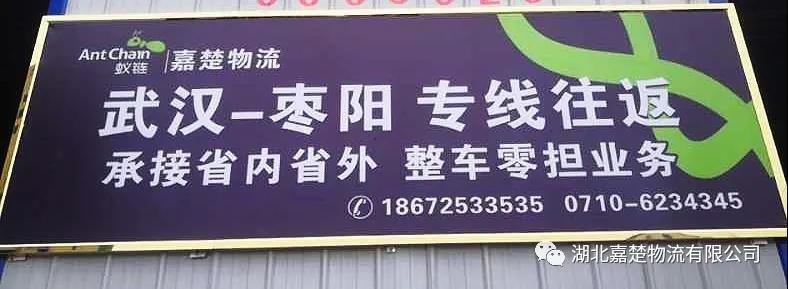 AntChain
蚁链
嘉楚物流
武汉-枣阳 专线往返
承接省内省外 整车零担业务
18672533535 0710-6234345
湖北嘉楚物流有限公司